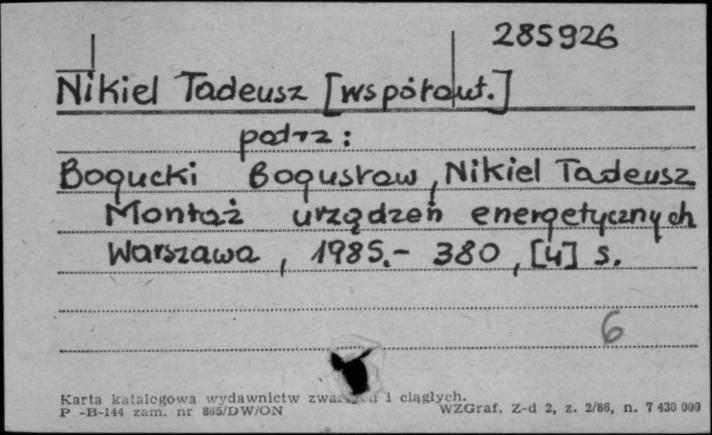 285926
Nikiel Tadeusz [współaut.]
patrz:
Bogucki Bogusław, Nikiel Tadeusz
Montaż urządzeń energetycznych
Warszawa, 1985.- 380, [4] s.
6
Karta katalogowa wydawnictw i ciągłych.
P -B-144 zam. nr 805/DW/ON WZGraf. Z-d 2, z. 2/86, n. 7 430 000